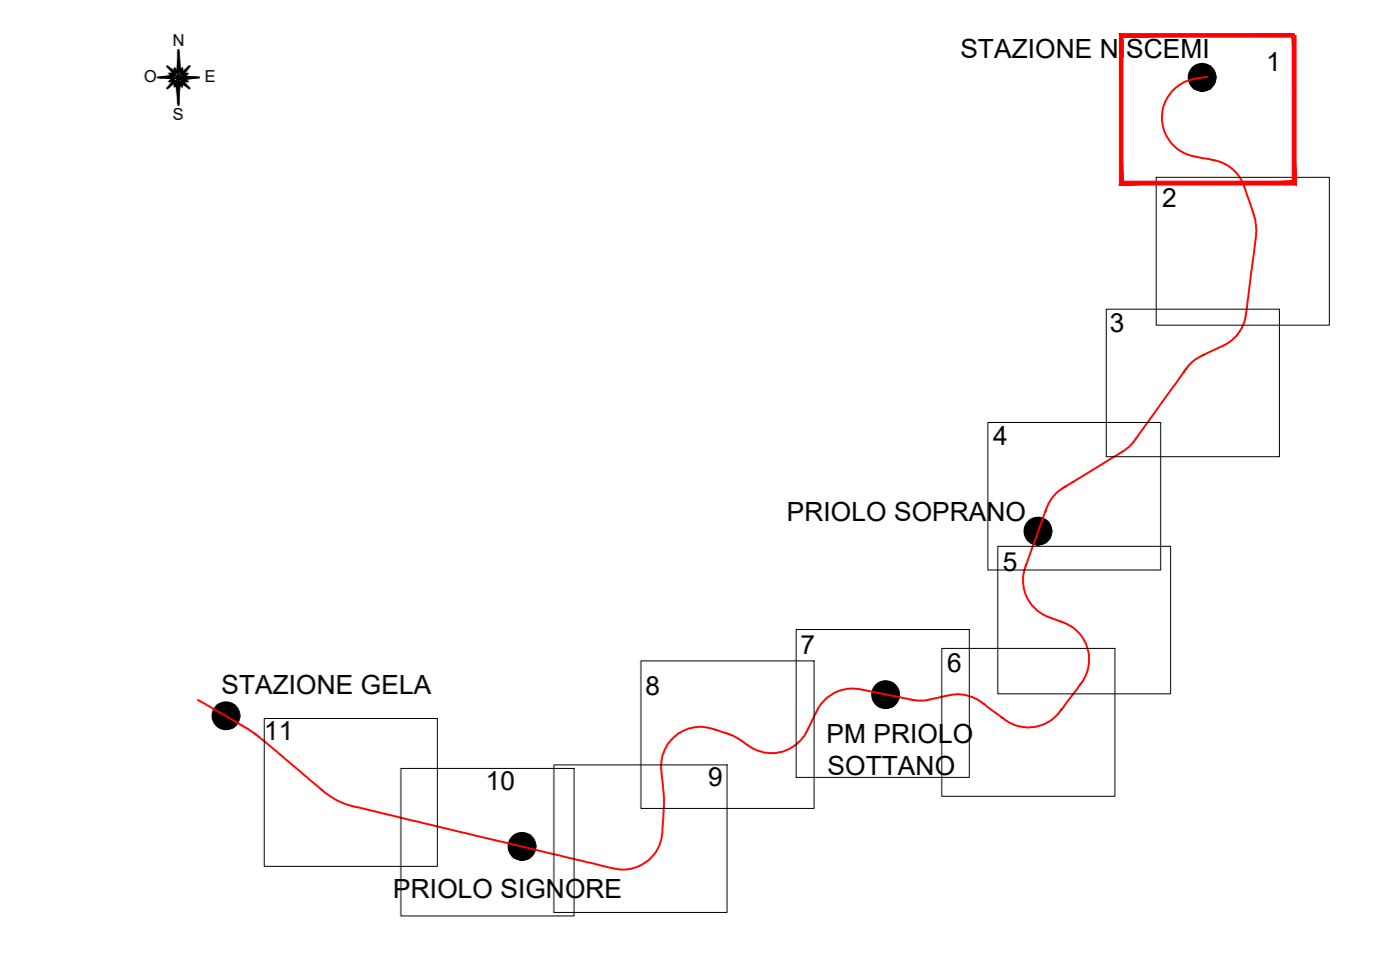 N
O E
S
STAZIONE NISCEMI
1
2
3
4
PRIOLO SOPRANO
5
6
7
PM PRIOLO
SOTTANO
8
9
10
PRIOLO SIGNORE
STAZIONE GELA
11